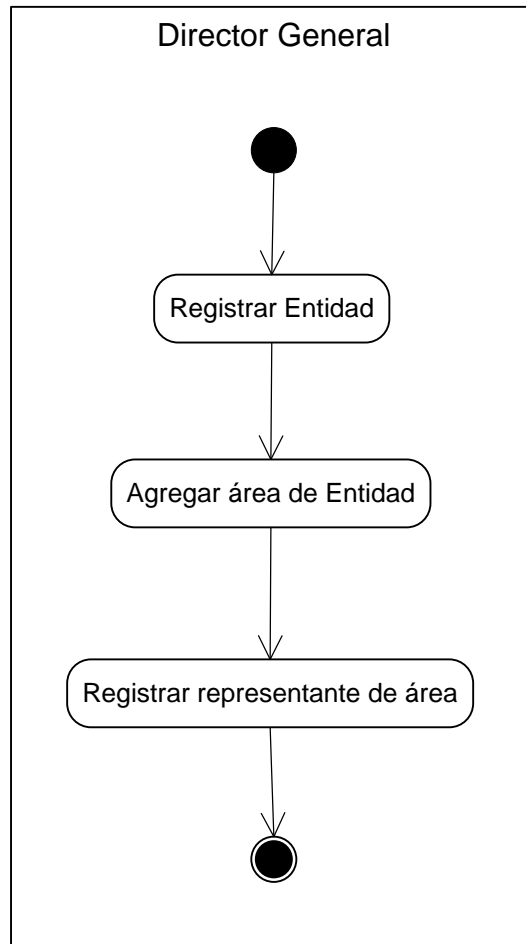 Director General
Registrar Entidad
Agregar área de Entidad
Registrar representante de área